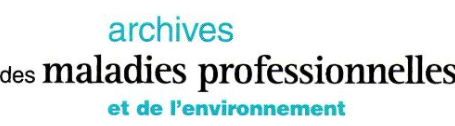 archives
des maladies professionnelles
et de l'environnement